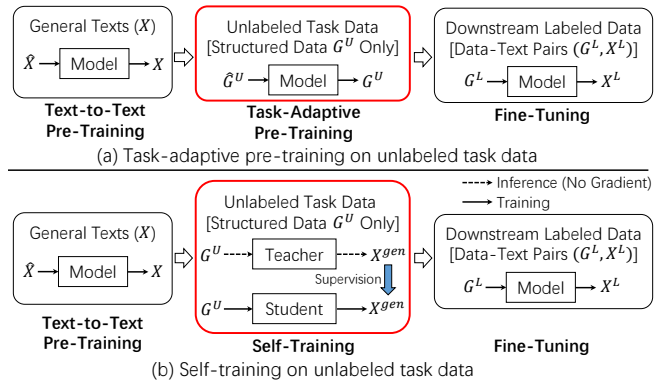 General Texts (X)
X̂ Model X
Text-to-Text
Pre-Training
Unlabeled Task Data
[Structured Data G^U Only]
Ĝ^U Model G^U
Task-Adaptive
Pre-Training
Downstream Labeled Data
[Data-Text Pairs (G^L, X^L)]
G^L Model X^L
Fine-Tuning
(a) Task-adaptive pre-training on unlabeled task data
Inference (No Gradient)
Training
General Texts (X)
X̂ Model X
Text-to-Text
Pre-Training
Unlabeled Task Data
[Structured Data G^U Only]
G^U Teacher X^gen
Supervision
G^U Student X^gen
Self-Training
Downstream Labeled Data
[Data-Text Pairs (G^L, X^L)]
G^L Model X^L
Fine-Tuning
(b) Self-training on unlabeled task data